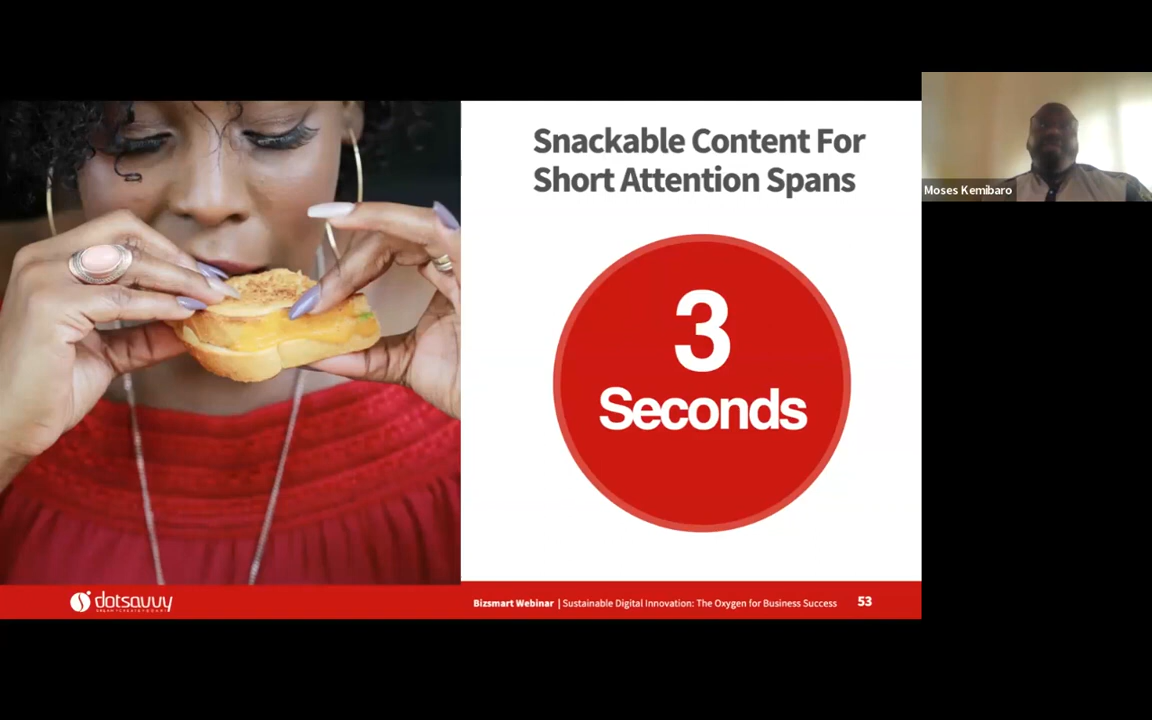 Snackable Content For
Short Attention Spans
Moses Kemibaro
3
Seconds
dotsavvy
Bizsmart Webinar | Sustainable Digital Innovation: The Oxygen for Business Success 53